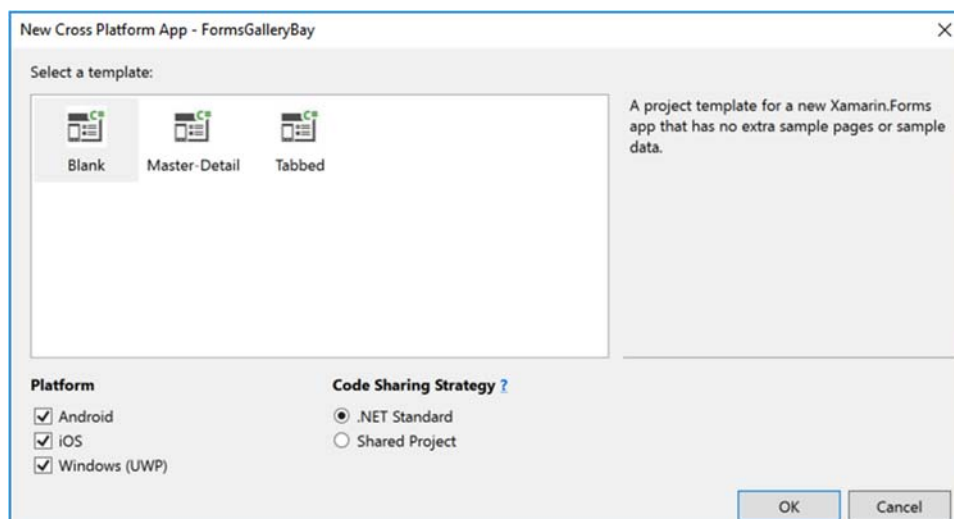 New Cross Platform App - FormsGalleryBay
Select a template:
C#
C#
C#
Blank
Master-Detail
Tabbed
A project template for a new Xamarin.Forms
app that has no extra sample pages or sample
data.
Platform
Android
iOS
Windows (UWP)
Code Sharing Strategy ?
.NET Standard
Shared Project
OK
Cancel